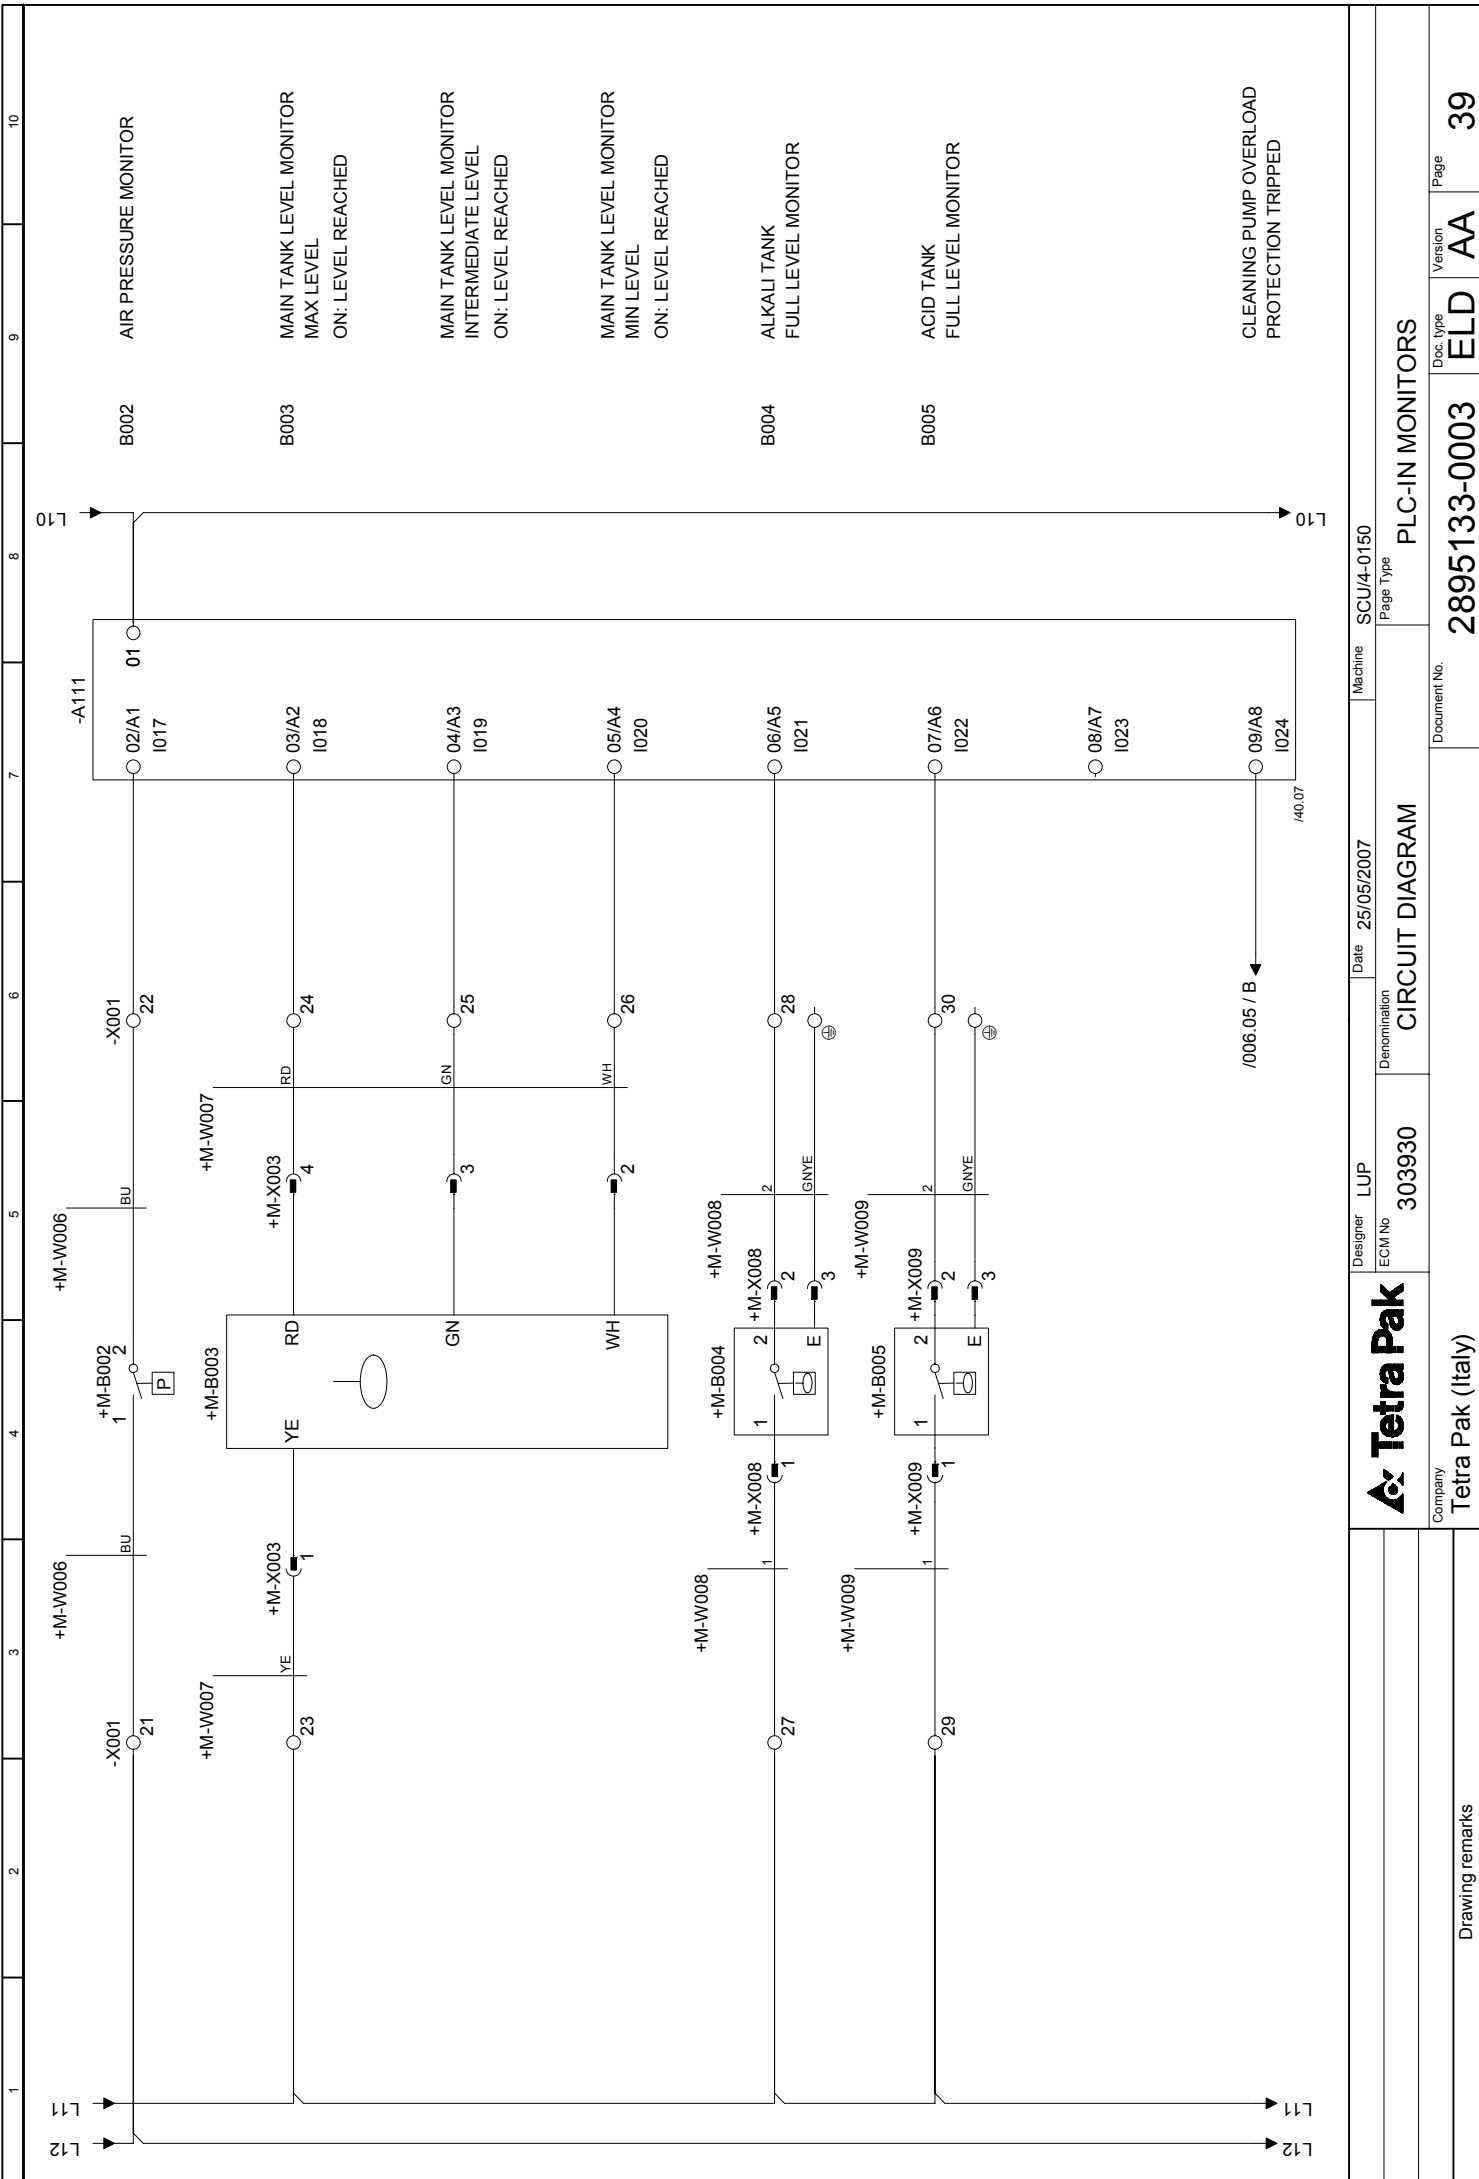 1 2 3 4 5 6 7 8 9 10
L12 L11 L10
+M-W006 +M-W006
-X001 BU +M-B002 BU -X001 -A111
21 1 2 22 02/A1 01 B002 AIR PRESSURE MONITOR
P I017
+M-W007 +M-B003 +M-W007
+M-X003 +M-X003
YE YE RD RD 03/A2 B003 MAIN TANK LEVEL MONITOR
23 1 4 24 I018 MAX LEVEL
ON: LEVEL REACHED
GN GN 04/A3 MAIN TANK LEVEL MONITOR
3 25 I019 INTERMEDIATE LEVEL
ON: LEVEL REACHED
WH WH 05/A4 MAIN TANK LEVEL MONITOR
2 26 I020 MIN LEVEL
ON: LEVEL REACHED
+M-W008 +M-B004 +M-W008
+M-X008 +M-X008
1 1 2 2 06/A5 B004 ALKALI TANK
27 1 2 28 I021 FULL LEVEL MONITOR
E GNYE
3
+M-W009 +M-B005 +M-W009
+M-X009 +M-X009
1 1 2 2 07/A6 B005 ACID TANK
29 1 2 30 I022 FULL LEVEL MONITOR
E GNYE
3
08/A7
I023
/006.05 / B 09/A8 CLEANING PUMP OVERLOAD
I024 PROTECTION TRIPPED
/40.07
L12 L11 L10
Drawing remarks
Tetra Pak
Company
Tetra Pak (Italy)
Designer LUP
Date 25/05/2007
Machine SCU/4-0150
ECM No
303930
Denomination
CIRCUIT DIAGRAM
Page Type
PLC-IN MONITORS
Document No.
2895133-0003
Doc. type
ELD
Version
AA
Page
39